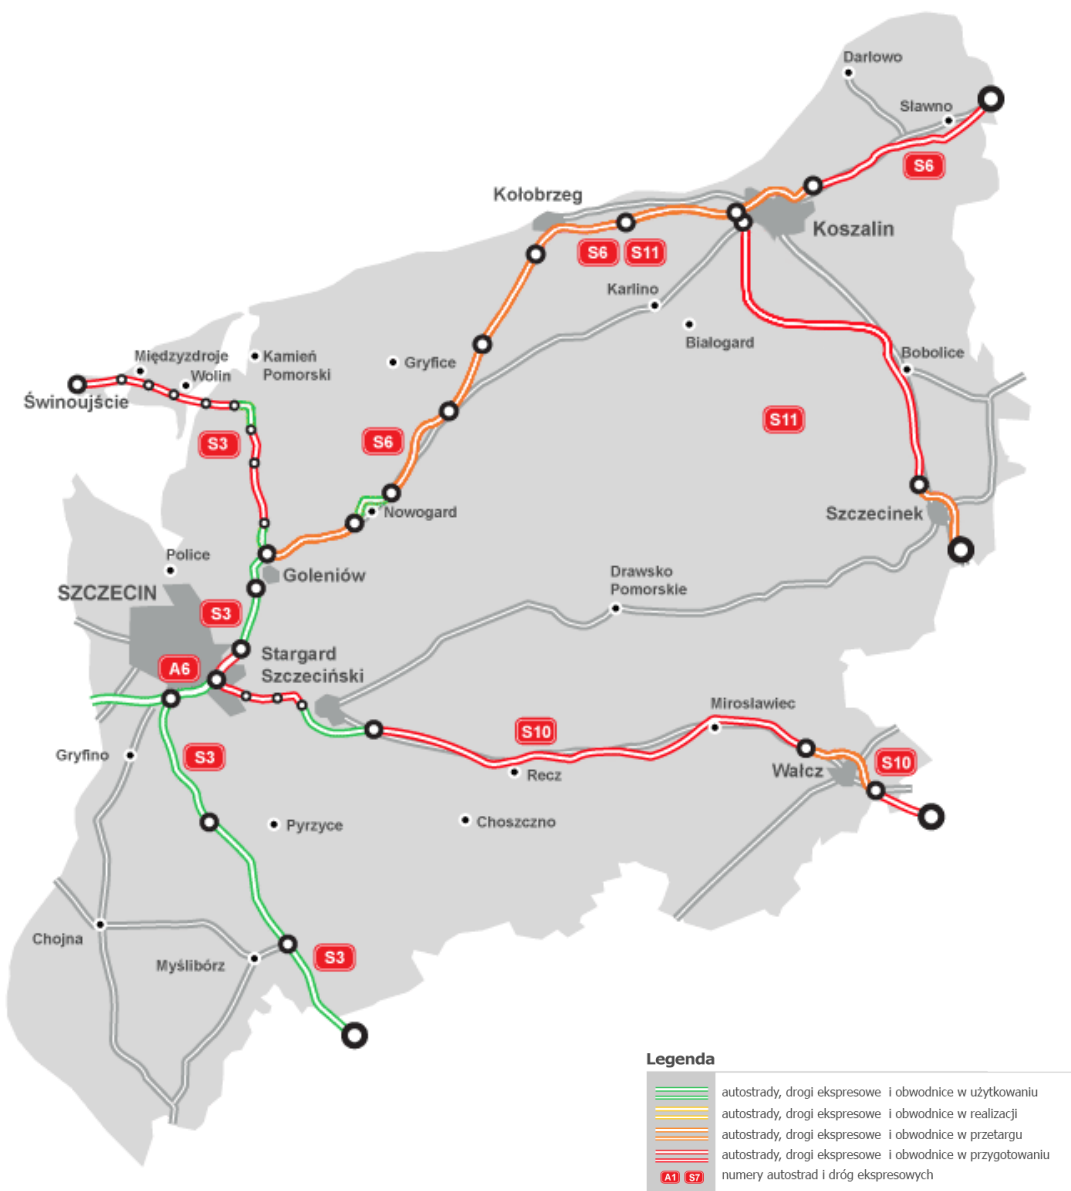 Darłowo
Sławno
S6
Kołobrzeg
Koszalin
S6 S11
Karlino
Białogard
Międzyzdroje
Wolin
Kamień
Pomorski
Gryfice
Bobolice
Świnoujście
S3
S6
S11
Nowogard
Szczecinek
Police
Goleniów
Drawsko
Pomorskie
SZCZECIN
S3
Stargard
Szczeciński
A6
Mirosławiec
S10
Gryfino
S3
Recz
Wałcz
S10
Pyrzyce
Choszczno
Chojna
Myślibórz
S3
Legenda
autostrady, drogi ekspresowe i obwodnice w użytkowaniu
autostrady, drogi ekspresowe i obwodnice w realizacji
autostrady, drogi ekspresowe i obwodnice w przetargu
autostrady, drogi ekspresowe i obwodnice w przygotowaniu
A1 S7 numery autostrad i dróg ekspresowych